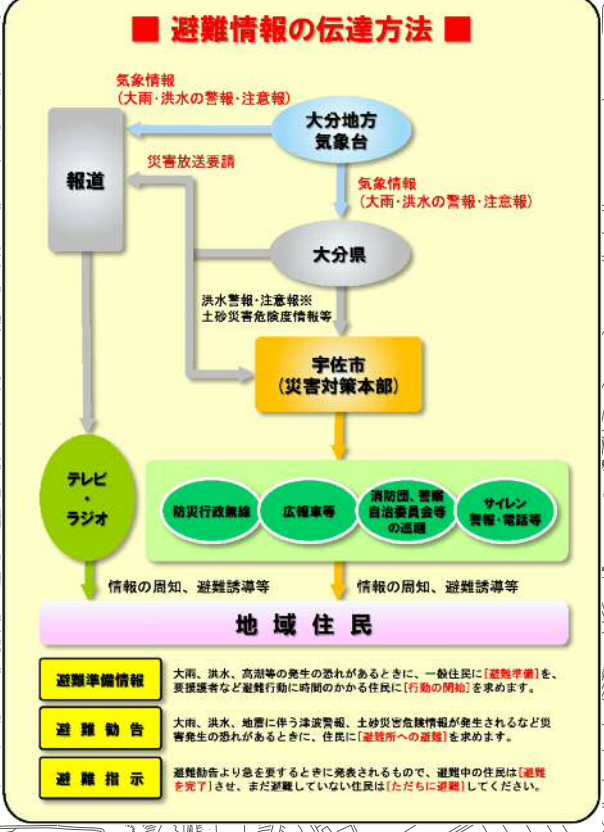 ■ 避難情報の伝達方法 ■
気象情報
(大雨・洪水の警報・注意報)
大分地方
気象台
災害放送要請
報道
気象情報
(大雨・洪水の警報・注意報)
大分県
洪水警報・注意報※
土砂災害危険度情報等
宇佐市
(災害対策本部)
テレビ
・
ラジオ
防災行政無線
広報車等
消防団、警察
自治委員会等
の巡回
サイレン
警報・電話等
情報の周知、避難誘導等
情報の周知、避難誘導等
地域住民
避難準備情報
大雨、洪水、高潮等の発生の恐れがあるときに、一般住民に[避難準備]を、
要援護者など避難行動に時間のかかる住民に[行動の開始]を求めます。
避難勧告
大雨、洪水、地震に伴う津波警報、土砂災害危険情報が発生されるなど災
害発生の恐れがあるときに、住民に[避難所への避難]を求めます。
避難指示
避難勧告より急を要するときに発表されるもので、避難中の住民は[避難
を完了]させ、まだ避難していない住民は[ただちに避難]してください。